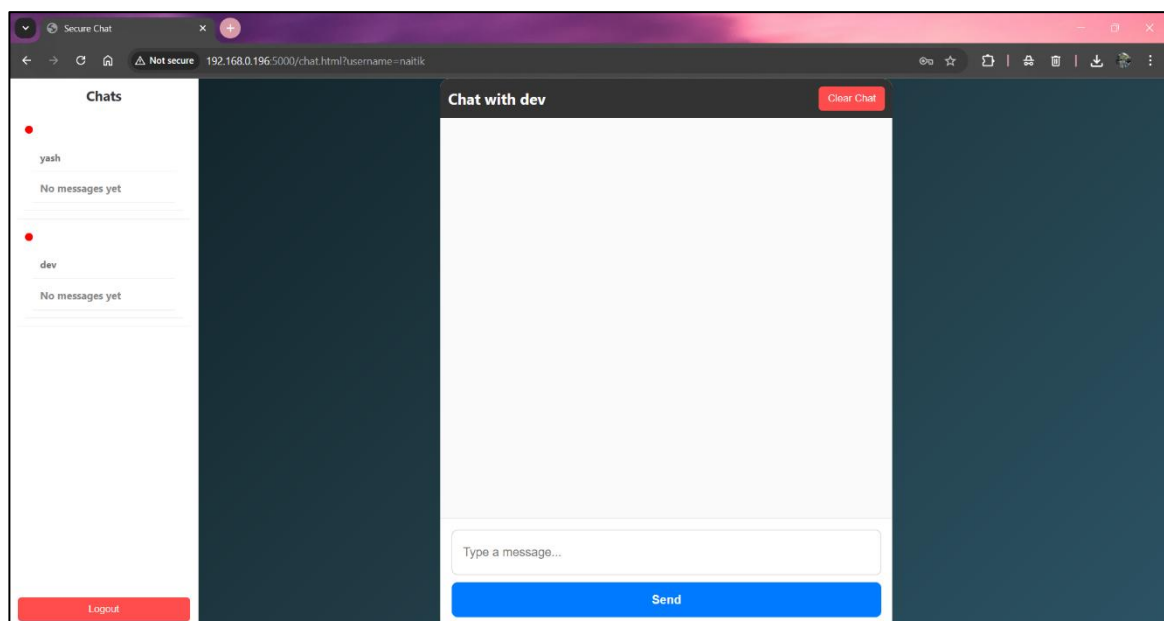 Secure Chat
Not secure 192.168.0.196:5000/chat.html?username=naitik
Chats
yash
No messages yet
dev
No messages yet
Logout
Chat with dev
Clear Chat
Type a message...
Send